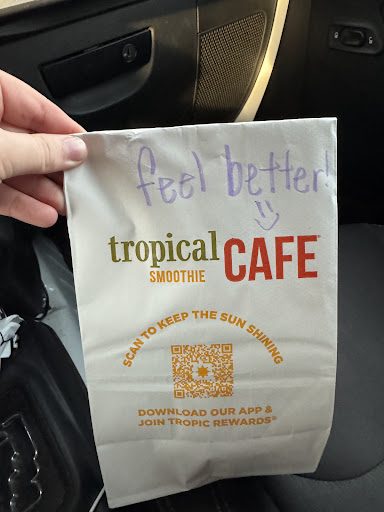 feel better!
:)
tropical
SMOOTHIE
CAFE®
SCAN TO KEEP THE SUN SHINING
DOWNLOAD OUR APP &
JOIN TROPIC REWARDS®